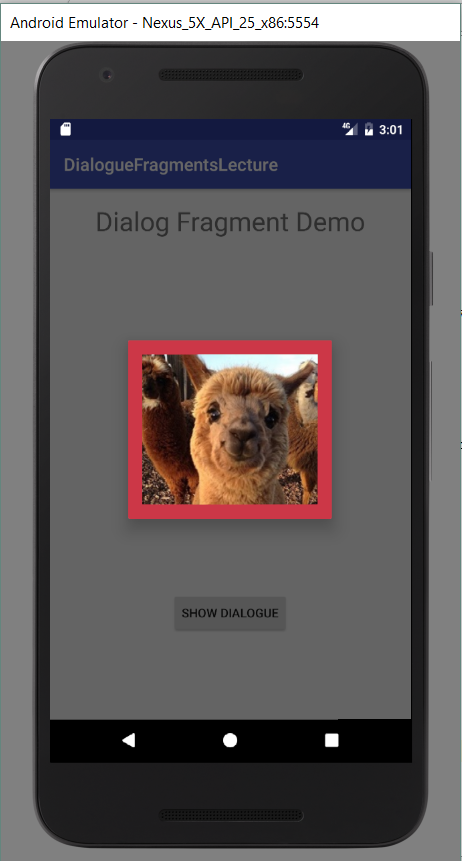 Android Emulator - Nexus_5X_API_25_x86:5554
4G 3:01
DialogueFragmentsLecture
Dialog Fragment Demo
SHOW DIALOGUE